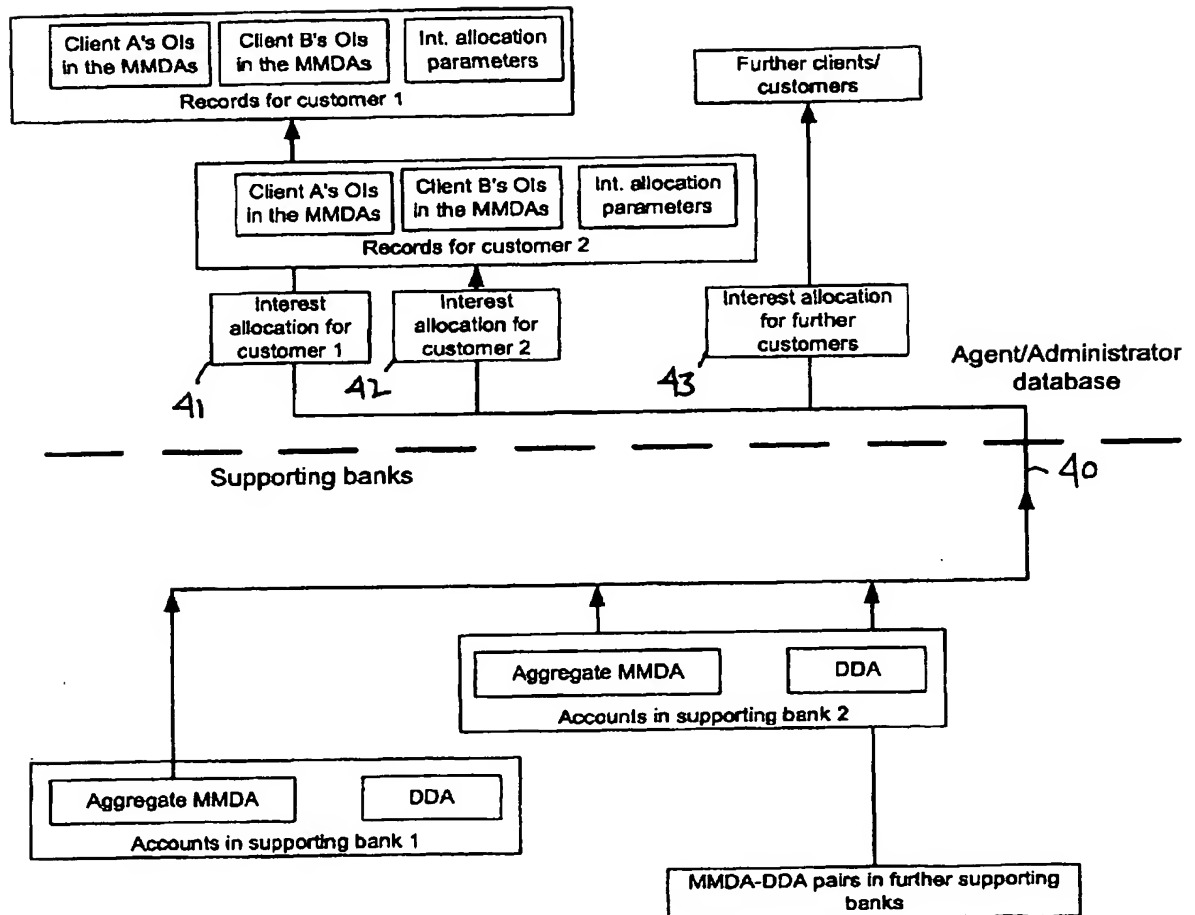 Client A's OIs
in the MMDAs
Client B's OIs
in the MMDAs
Int. allocation
parameters
Records for customer 1
Further clients/
customers
Client A's OIs
in the MMDAs
Client B's OIs
in the MMDAs
Int. allocation
parameters
Records for customer 2
Interest
allocation for
customer 1
Interest
allocation for
customer 2
Interest allocation
for further
customers
41
42
43
Agent/Administrator
database
Supporting banks
40
Aggregate MMDA
DDA
Accounts in supporting bank 2
Aggregate MMDA
DDA
Accounts in supporting bank 1
MMDA-DDA pairs in further supporting
banks